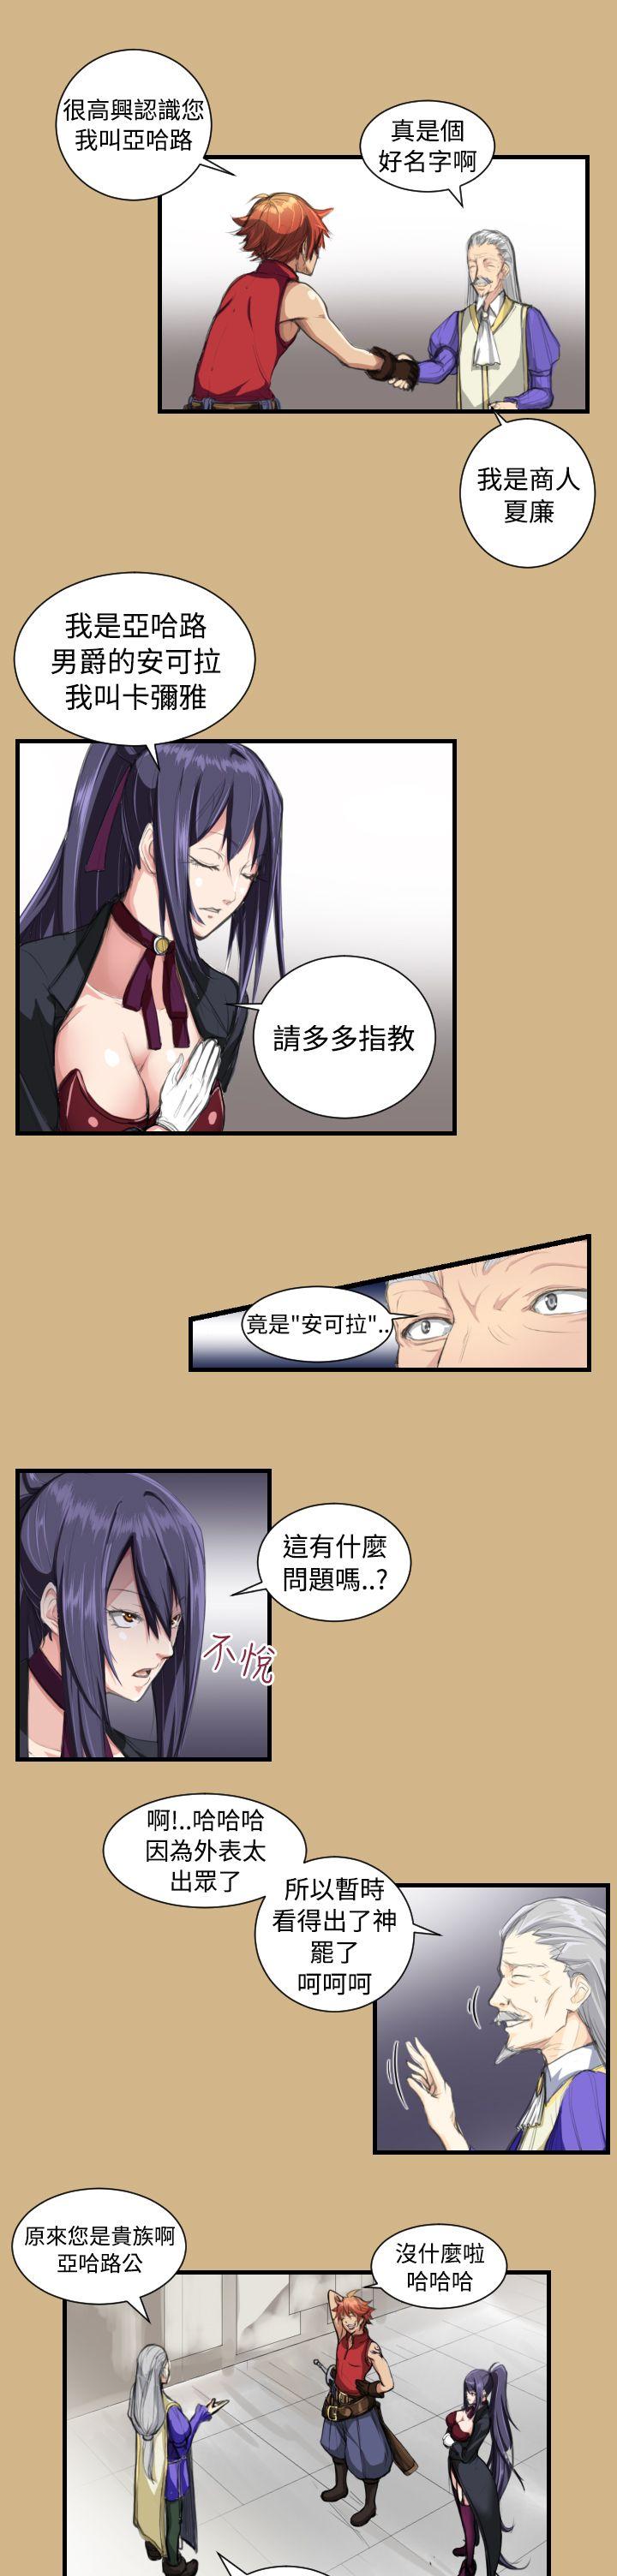 很高興認識您
我叫亞哈路
真是個
好名字啊
我是商人
夏廉
我是亞哈路
男爵的安可拉
我叫卡彌雅
請多多指教
竟是"安可拉"..
這有什麼
問題嗎..?
不悅
啊!..哈哈哈
因為外表太
出眾了
所以暫時
看得出了神
罷了
呵呵呵
原來您是貴族啊
亞哈路公
沒什麼啦
哈哈哈